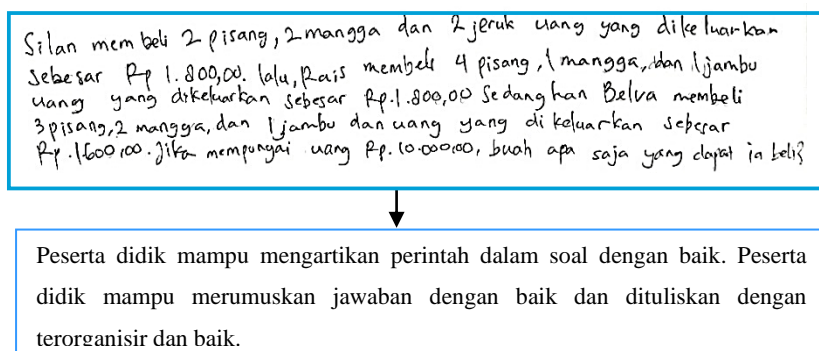 Silan membeli 2 pisang, 2 mangga dan 2 jeruk uang yang dikeluarkan
sebesar Rp 1.800,00. lalu, Rais membeli 4 pisang, 1 mangga, dan 1 jambu
uang yang dikeluarkan sebesar Rp.1.800,00 Sedangkan Belva membeli
3 pisang, 2 mangga, dan 1 jambu dan uang yang di keluarkan sebesar
Rp.1600,00. Jika mempunyai uang Rp.10.000,00, buah apa saja yang dapat ia beli?
Peserta didik mampu mengartikan perintah dalam soal dengan baik. Peserta
didik mampu merumuskan jawaban dengan baik dan dituliskan dengan
terorganisir dan baik.